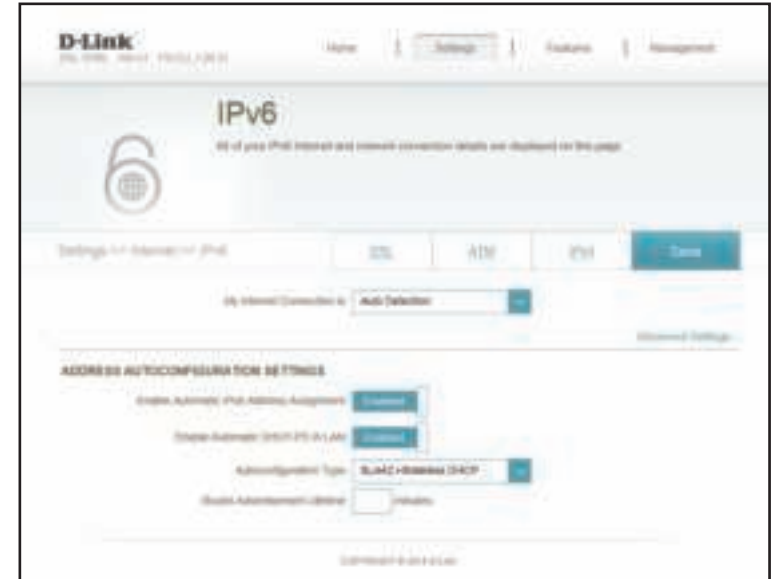 D-Link
Home | Settings | Features | Management
IPv6
All of your IPv6 Internet and network connection details are displayed on this page.
Settings >> Internet >> IPv6
DSL ATM IPv4 Save
My Internet Connection is Auto Detection
Advanced Settings...
ADDRESS AUTOCONFIGURATION SETTINGS
Enable Automatic IPv6 Address Assignment Enabled
Enable Automatic DHCP-PD in LAN Enabled
Autoconfiguration Type SLAAC+Stateless DHCP
Router Advertisement Lifetime minutes
COPYRIGHT © 2014 D-Link